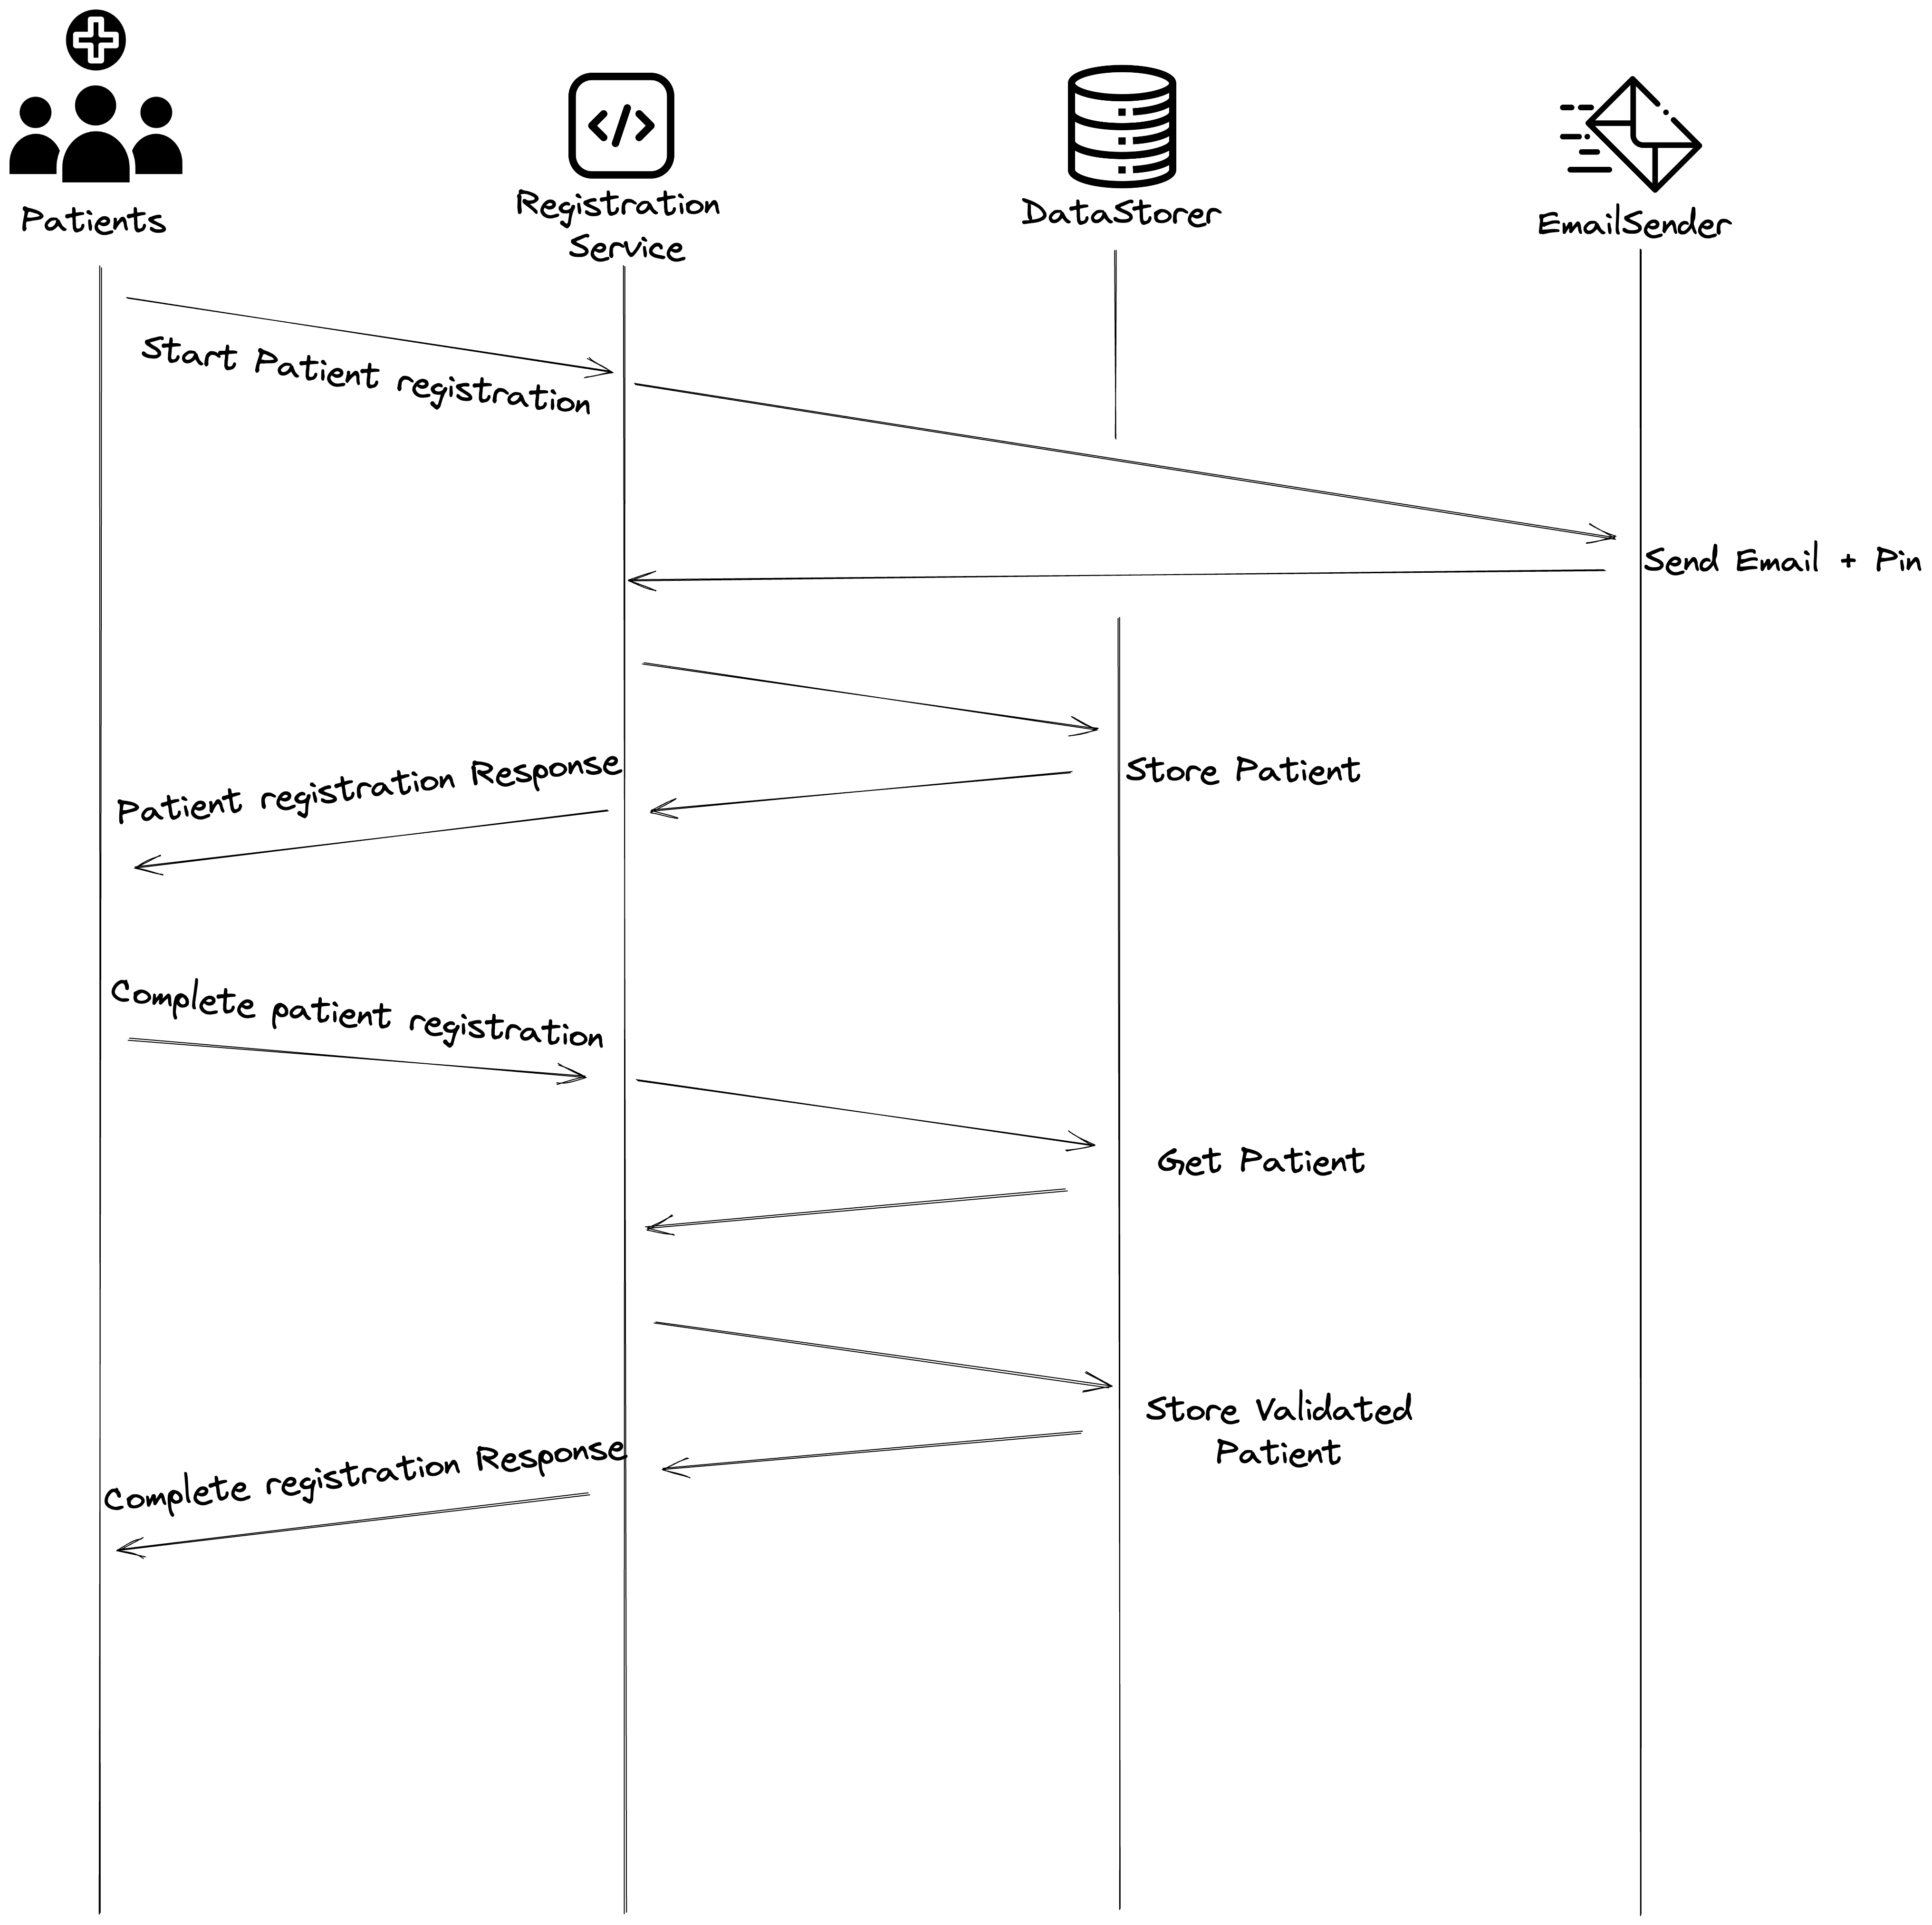 Patients
Registration
Service
DataStorer
EmailSender
Start Patient registration
Send Email + Pin
Store Patient
Patient registration Response
Complete patient registration
Get Patient
Store Validated
Patient
Complete registration Response